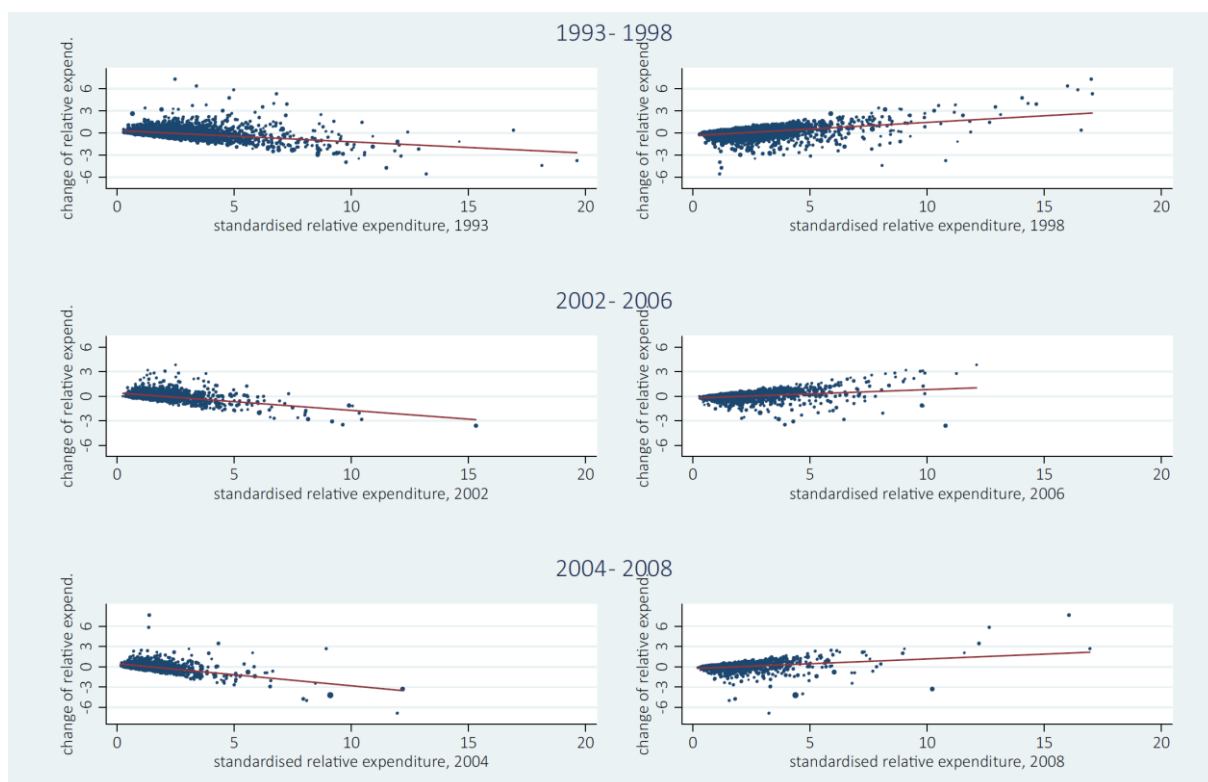 1993- 1998
change of relative expend.
6
3
0
-3
-6
0 5 10 15 20
standardised relative expenditure, 1993
change of relative expend.
6
3
0
-3
-6
0 5 10 15 20
standardised relative expenditure, 1998
2002- 2006
change of relative expend.
6
3
0
-3
-6
0 5 10 15 20
standardised relative expenditure, 2002
change of relative expend.
6
3
0
-3
-6
0 5 10 15 20
standardised relative expenditure, 2006
2004- 2008
change of relative expend.
6
3
0
-3
-6
0 5 10 15 20
standardised relative expenditure, 2004
change of relative expend.
6
3
0
-3
-6
0 5 10 15 20
standardised relative expenditure, 2008